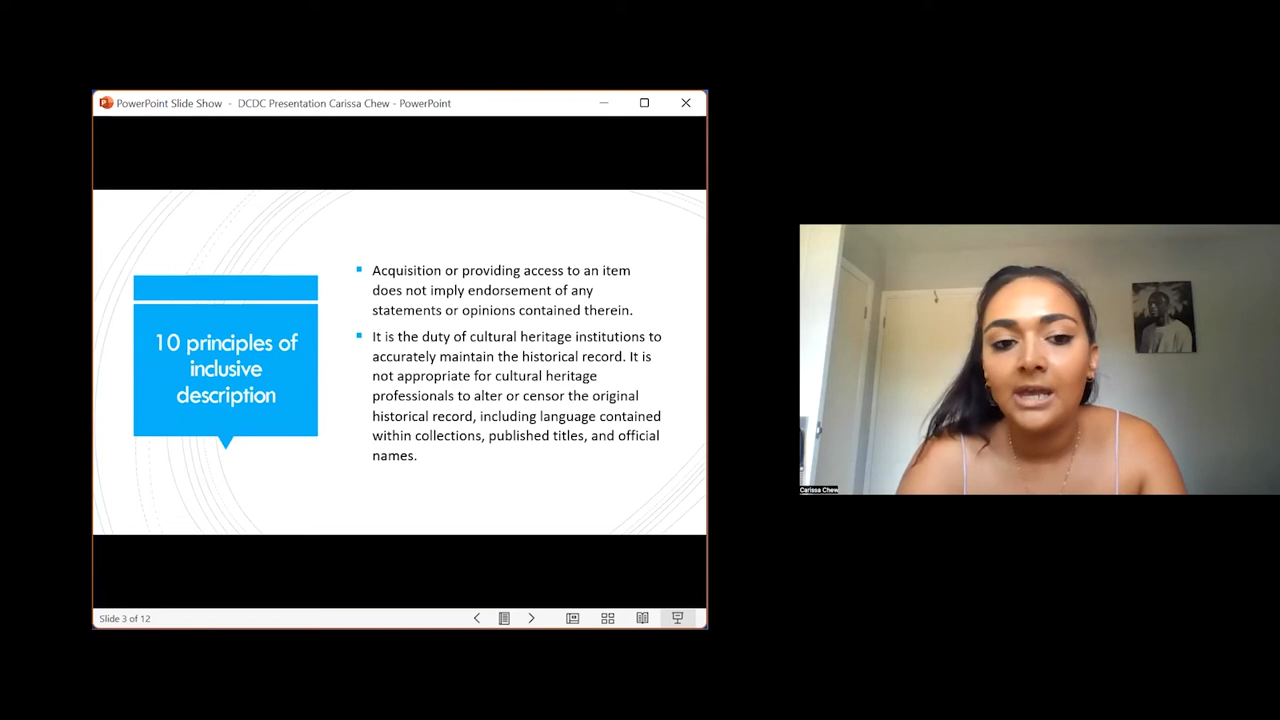 PowerPoint Slide Show - DCDC Presentation Carissa Chew - PowerPoint
10 principles of
inclusive
description
Acquisition or providing access to an item
does not imply endorsement of any
statements or opinions contained therein.
It is the duty of cultural heritage institutions to
accurately maintain the historical record. It is
not appropriate for cultural heritage
professionals to alter or censor the original
historical record, including language contained
within collections, published titles, and official
names.
Slide 3 of 12
Carissa Chew